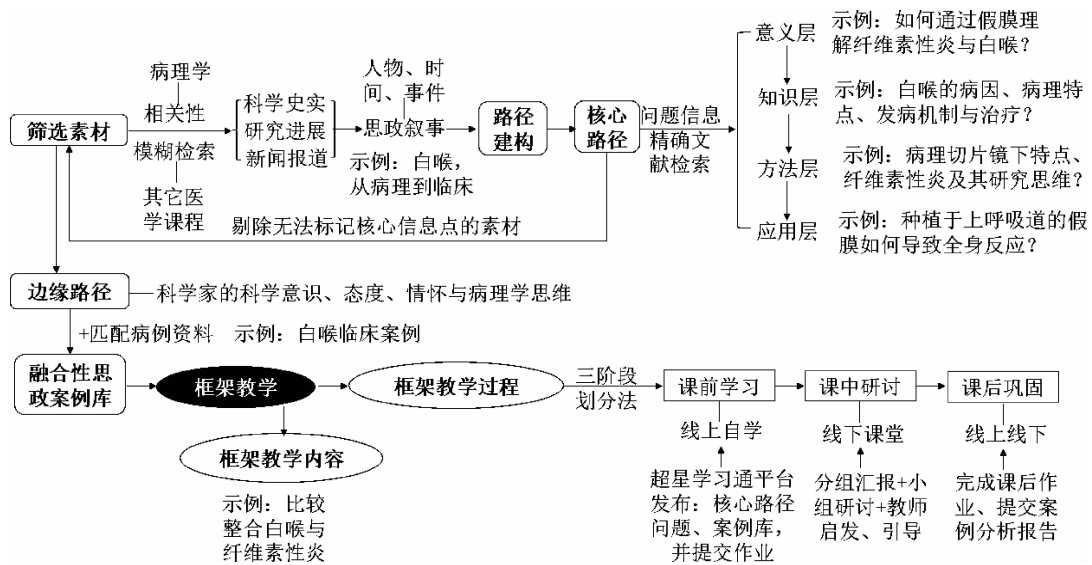 筛选素材
病理学
相关性
模糊检索
其它医
学课程
科学史实
研究进展
新闻报道
人物、时
间、事件
思政叙事
示例：白喉，
从病理到临床
路径
建构
核心
路径
问题信息
精确文
献检索
意义层
示例：如何通过假膜理
解纤维素性炎与白喉？
知识层
示例：白喉的病因、病理特
点、发病机制与治疗？
方法层
示例：病理切片镜下特点、
纤维素性炎及其研究思维？
应用层
示例：种植于上呼吸道的假
膜如何导致全身反应？
剔除无法标记核心信息点的素材
边缘路径
科学家的科学意识、态度、情怀与病理学思维
+匹配病例资料
示例：白喉临床案例
融合性思
政案例库
框架教学
框架教学内容
示例：比较
整合白喉与
纤维素性炎
框架教学过程
三阶段
划分法
课前学习
线上自学
超星学习通平台
发布：核心路径
问题、案例库，
并提交作业
课中研讨
线下课堂
分组汇报+小
组研讨+教师
启发、引导
课后巩固
线上线下
完成课后作
业、提交案
例分析报告